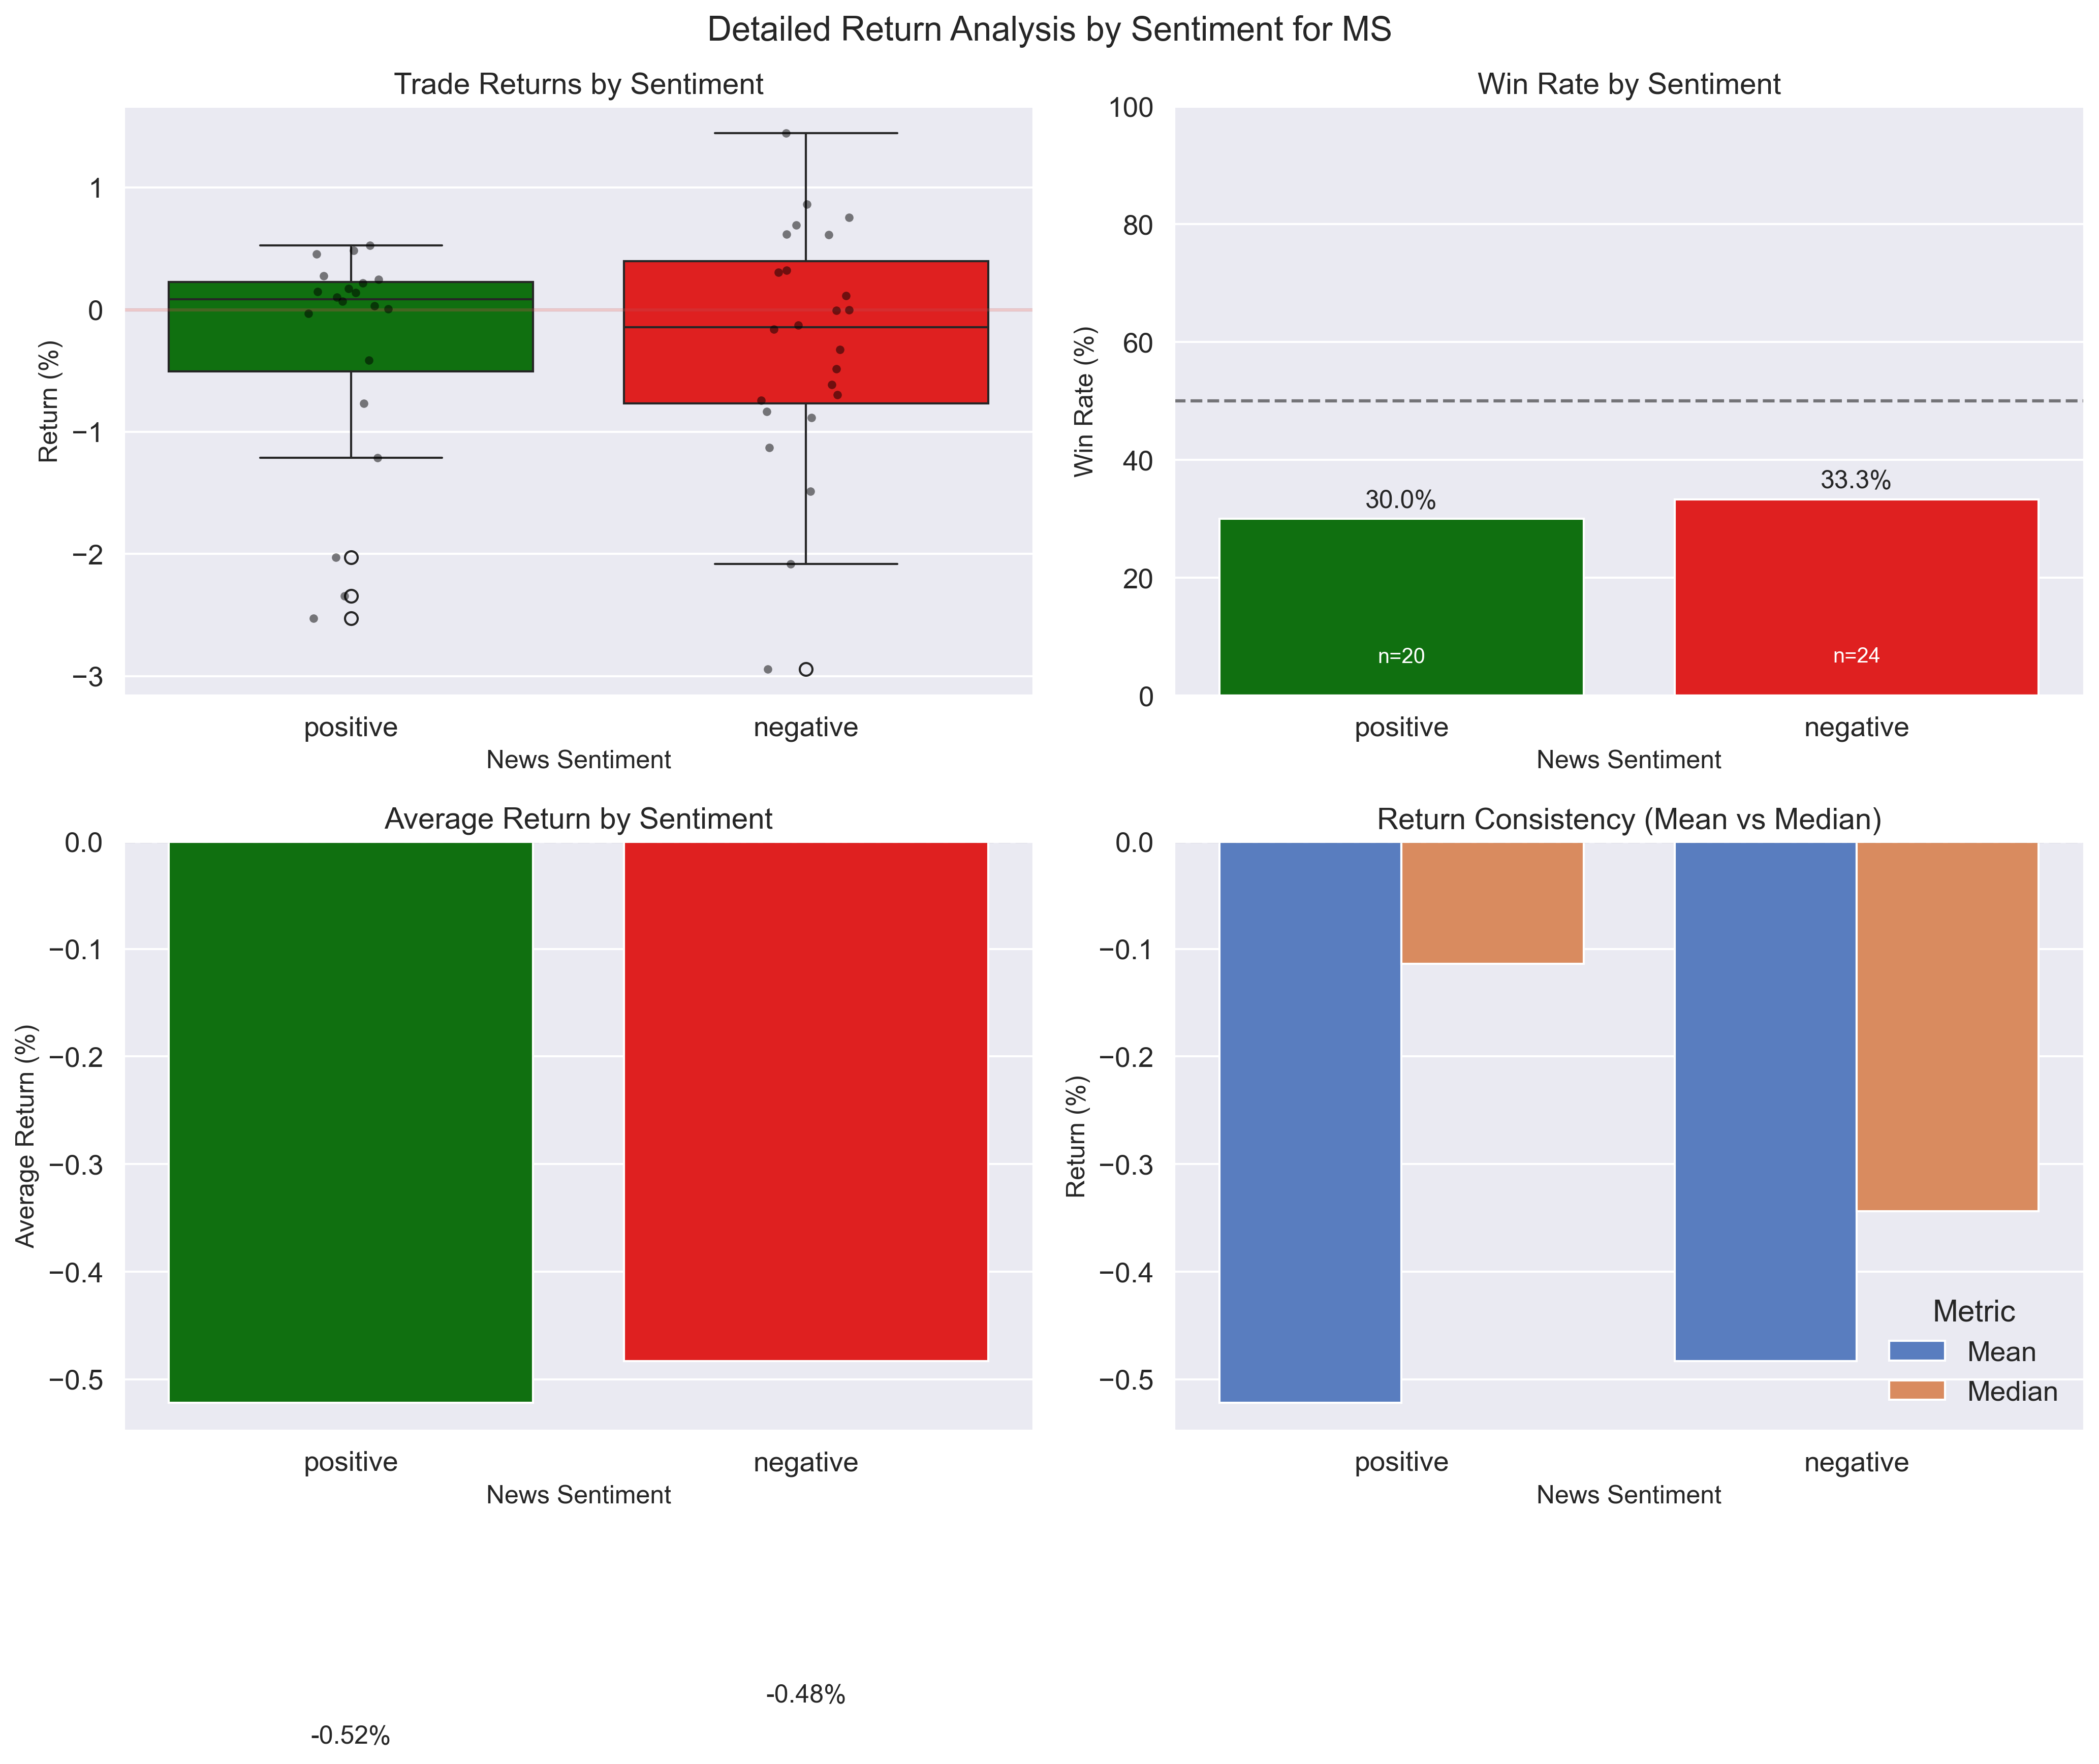 Detailed Return Analysis by Sentiment for MS
Trade Returns by Sentiment
Return (%)
1
0
−1
−2
−3
positive
negative
News Sentiment
Win Rate by Sentiment
Win Rate (%)
100
80
60
40
20
0
30.0%
33.3%
n=20
n=24
positive
negative
News Sentiment
Average Return by Sentiment
Average Return (%)
0.0
−0.1
−0.2
−0.3
−0.4
−0.5
positive
negative
News Sentiment
-0.52%
-0.48%
Return Consistency (Mean vs Median)
Return (%)
0.0
−0.1
−0.2
−0.3
−0.4
−0.5
Metric
Mean
Median
positive
negative
News Sentiment